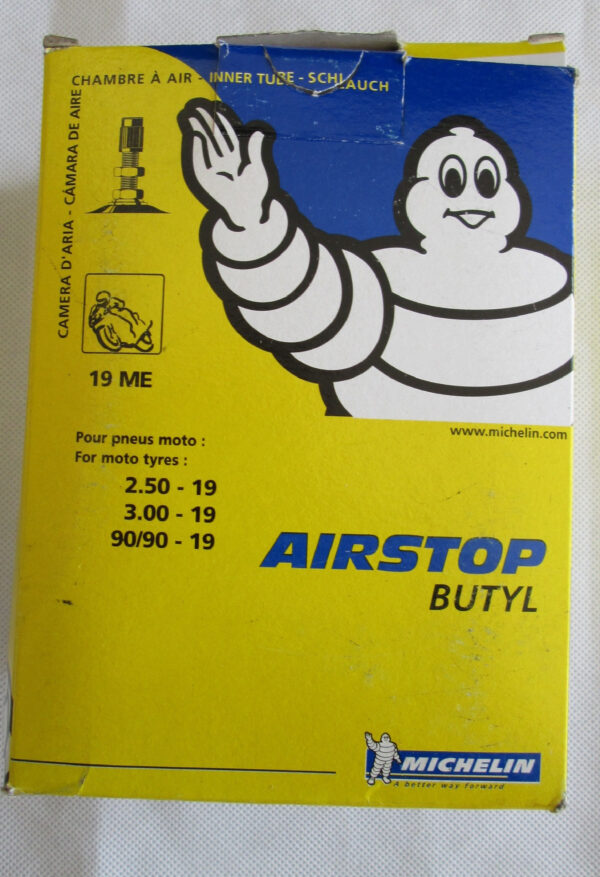 CHAMBRE À AIR - INNER TUBE - SCHLAUCH
CAMERA D'ARIA - CÁMARA DE AIRE
19 ME
www.michelin.com
Pour pneus moto :
For moto tyres :
2.50 - 19
3.00 - 19
90/90 - 19
AIRSTOP
BUTYL
MICHELIN
A better way forward